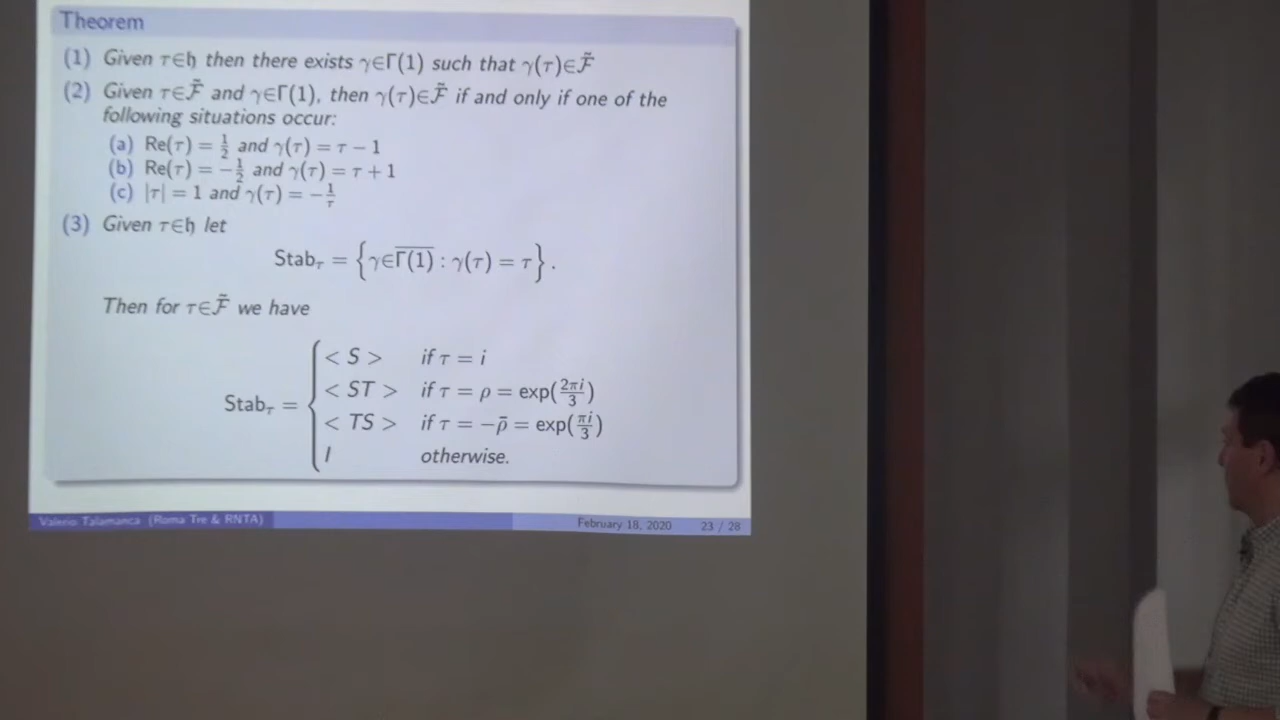 Theorem
(1) Given τ∈𝔥 then there exists γ∈Γ(1) such that γ(τ)∈F̃
(2) Given τ∈F̃ and γ∈Γ(1), then γ(τ)∈F̃ if and only if one of the
following situations occur:
(a) Re(τ) = 1/2 and γ(τ) = τ − 1
(b) Re(τ) = −1/2 and γ(τ) = τ + 1
(c) |τ| = 1 and γ(τ) = −1/τ
(3) Given τ∈𝔥 let
Stab_τ = {γ∈\overline{Γ(1)} : γ(τ) = τ}.
Then for τ∈F̃ we have
Stab_τ = { < S > if τ = i
< ST > if τ = ρ = exp(2πi/3)
< TS > if τ = −ρ̄ = exp(πi/3)
I otherwise.
Valerio Talamanca (Roma Tre & RNTA) February 18, 2020 23 / 28